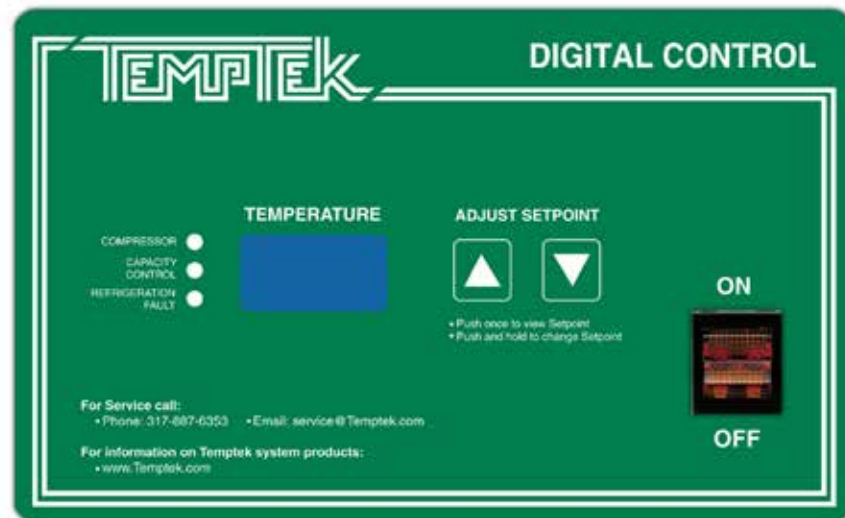 TEMPTEK
DIGITAL CONTROL
TEMPERATURE
ADJUST SETPOINT
COMPRESSOR
CAPACITY
CONTROL
REFRIGERATION
FAULT
• Push once to view Setpoint
• Push and hold to change Setpoint
ON
OFF
For Service call:
• Phone: 317-887-6353 • Email: service@Temptek.com
For information on Temptek system products:
• www.Temptek.com